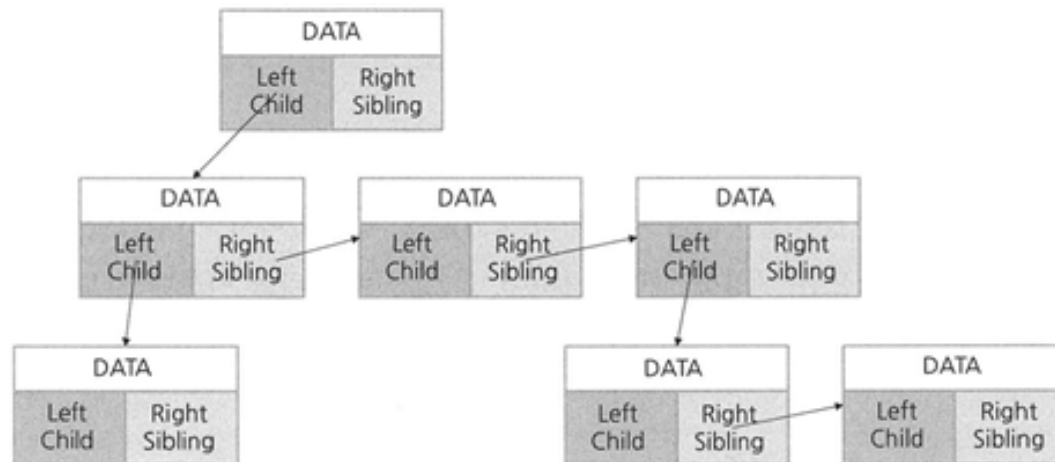 DATA
Left Right
Child Sibling
DATA DATA DATA
Left Right Left Right Left Right
Child Sibling Child Sibling Child Sibling
DATA DATA DATA
Left Right Left Right Left Right
Child Sibling Child Sibling Child Sibling